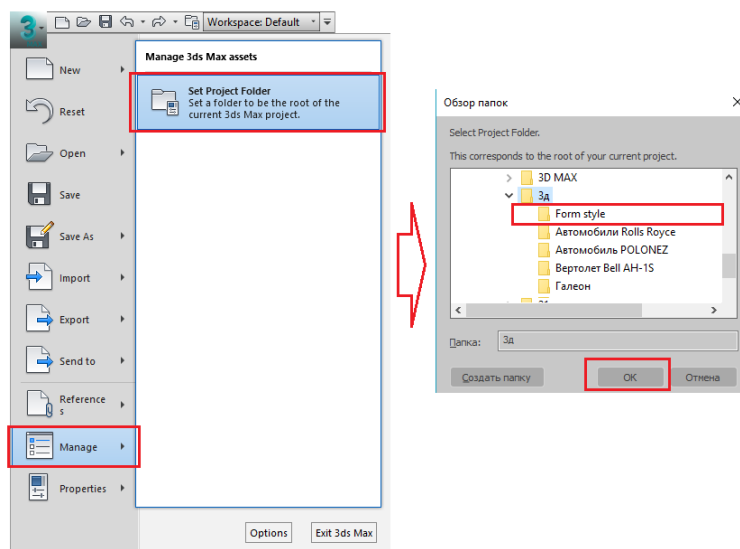 Workspace: Default
New
Reset
Open
Save
Save As
Import
Export
Send to
Reference
s
Manage
Properties
Manage 3ds Max assets
Set Project Folder
Set a folder to be the root of the
current 3ds Max project.
Options
Exit 3ds Max
Обзор папок
Select Project Folder.
This corresponds to the root of your current project.
3D MAX
3д
Form style
Автомобили Rolls Royce
Автомобиль POLONEZ
Вертолет Bell AH-1S
Галеон
Папка:
3д
Создать папку
OK
Отмена